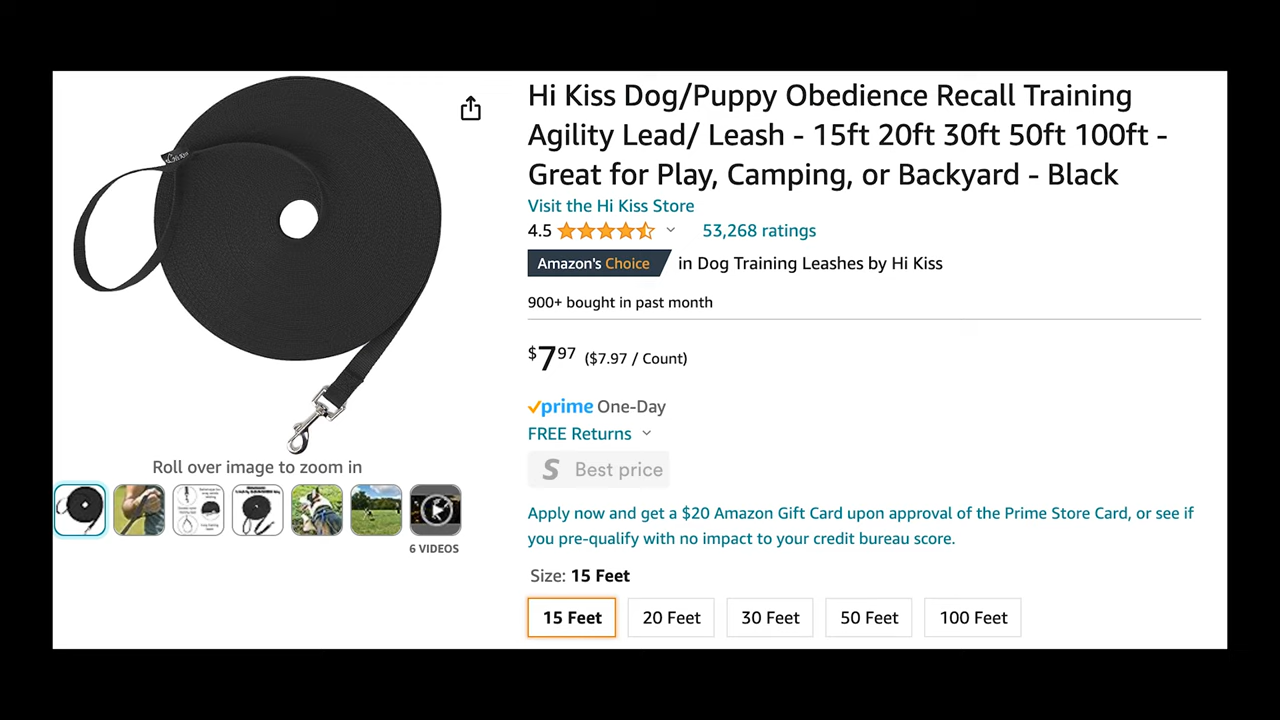 Hi Kiss Dog/Puppy Obedience Recall Training
Agility Lead/ Leash - 15ft 20ft 30ft 50ft 100ft -
Great for Play, Camping, or Backyard - Black
Visit the Hi Kiss Store
4.5 53,268 ratings
Amazon's Choice in Dog Training Leashes by Hi Kiss
900+ bought in past month
$7.97 ($7.97 / Count)
prime One-Day
FREE Returns
S Best price
Apply now and get a $20 Amazon Gift Card upon approval of the Prime Store Card, or see if
you pre-qualify with no impact to your credit bureau score.
Size: 15 Feet
15 Feet 20 Feet 30 Feet 50 Feet 100 Feet
Roll over image to zoom in
6 VIDEOS